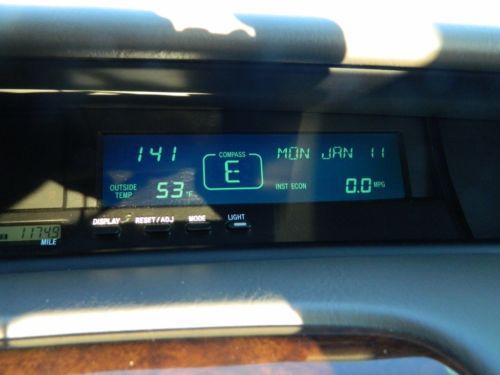 141 COMPASS MON JAN 11
E
OUTSIDE TEMP 53°F INST ECON 0.0 MPG
DISPLAY RESET/ADJ MODE LIGHT
MILE